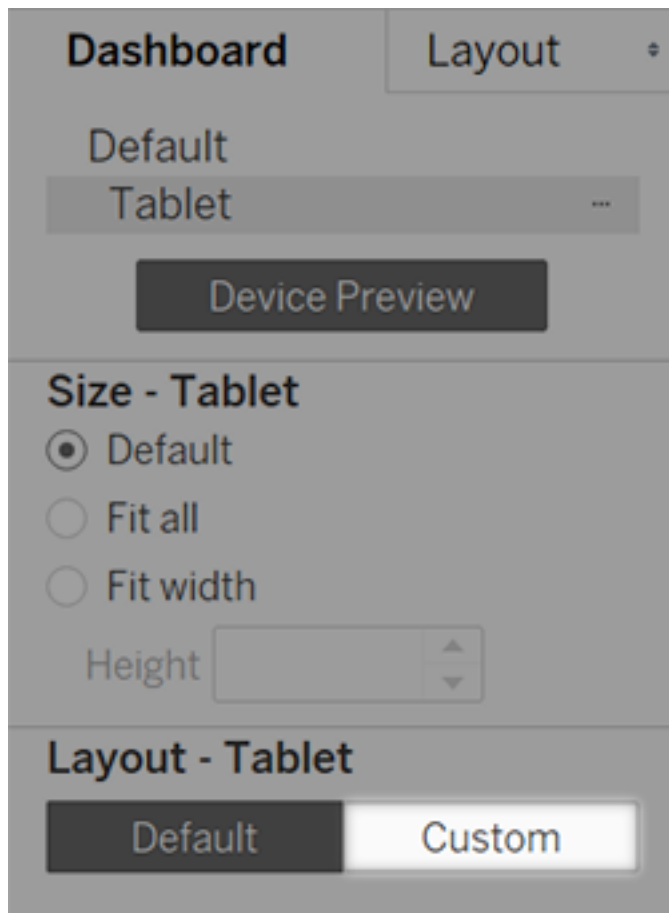 Dashboard Layout
Default
Tablet
Device Preview
Size - Tablet
Default
Fit all
Fit width
Height
Layout - Tablet
Default Custom